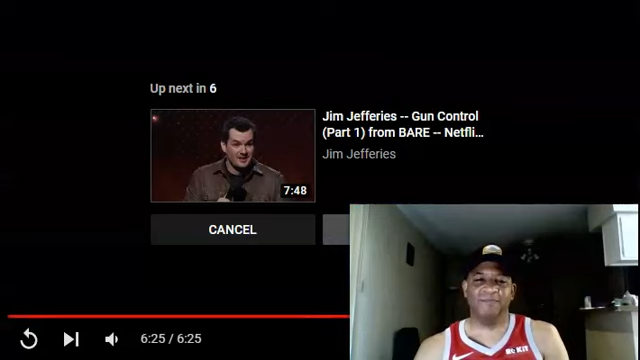 Up next in 6
Jim Jefferies -- Gun Control
(Part 1) from BARE -- Netfli...
Jim Jefferies
7:48
CANCEL
6:25 / 6:25